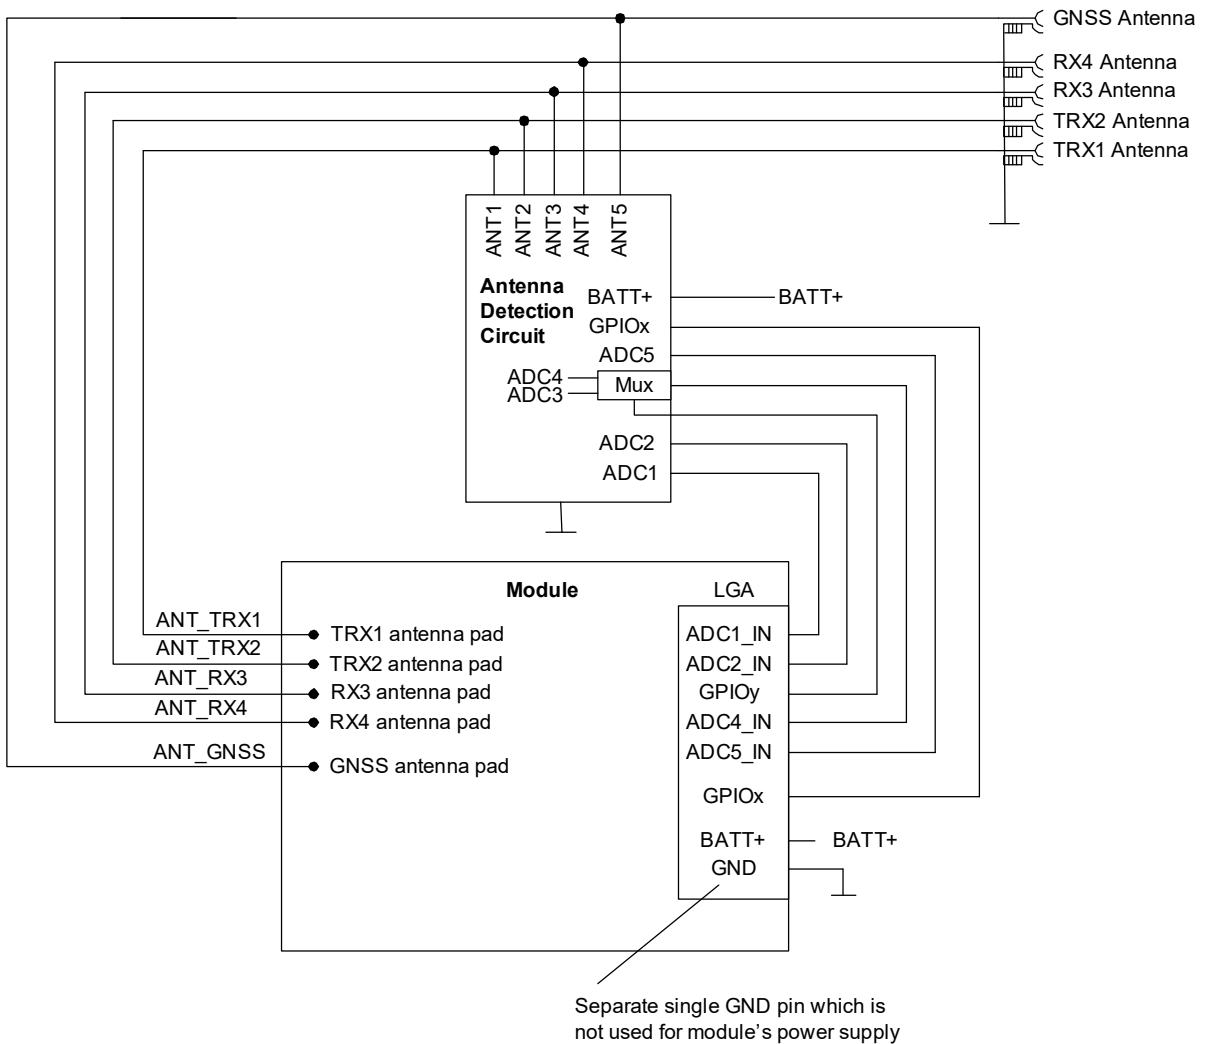 GNSS Antenna
RX4 Antenna
RX3 Antenna
TRX2 Antenna
TRX1 Antenna
ANT1
ANT2
ANT3
ANT4
ANT5
Antenna
Detection
Circuit
BATT+
BATT+
GPIOx
ADC5
ADC4
ADC3
Mux
ADC2
ADC1
Module
LGA
ANT_TRX1
TRX1 antenna pad
ADC1_IN
ANT_TRX2
TRX2 antenna pad
ADC2_IN
ANT_RX3
RX3 antenna pad
GPIOy
ANT_RX4
RX4 antenna pad
ADC4_IN
ANT_GNSS
GNSS antenna pad
ADC5_IN
GPIOx
BATT+
BATT+
GND
Separate single GND pin which is
not used for module's power supply